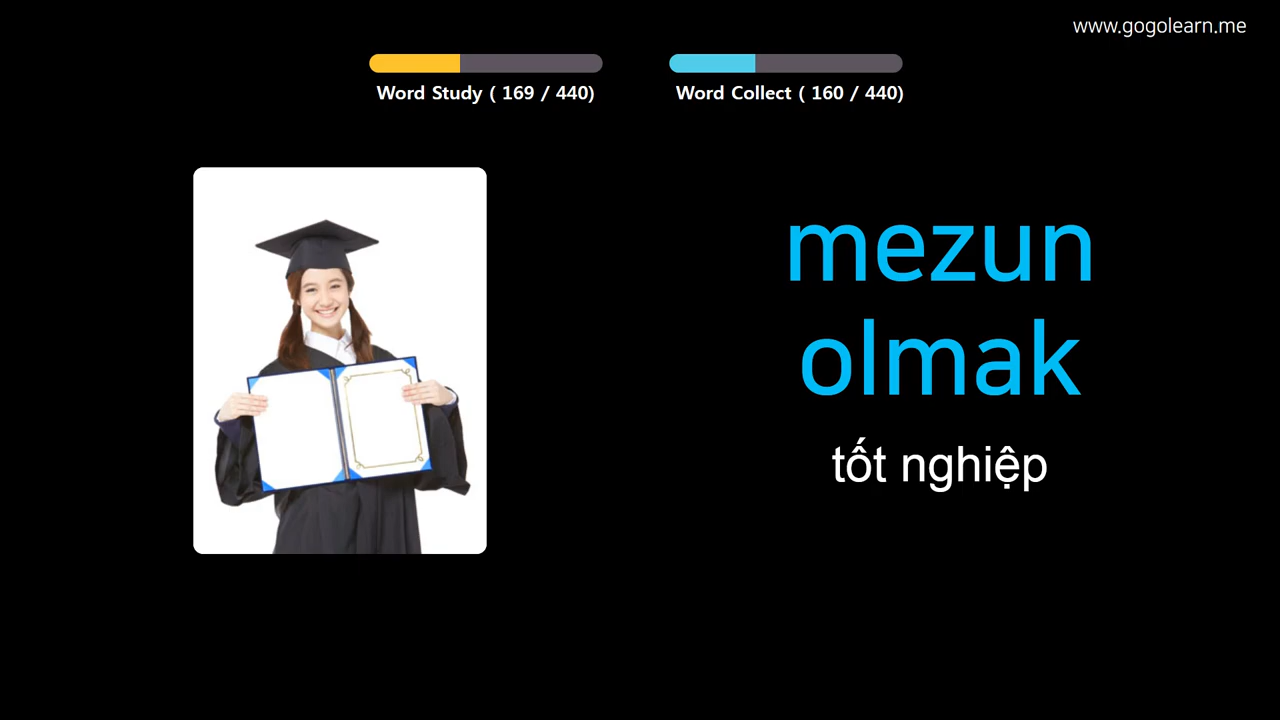 www.gogolearn.me
Word Study ( 169 / 440)
Word Collect ( 160 / 440)
mezun
olmak
tốt nghiệp